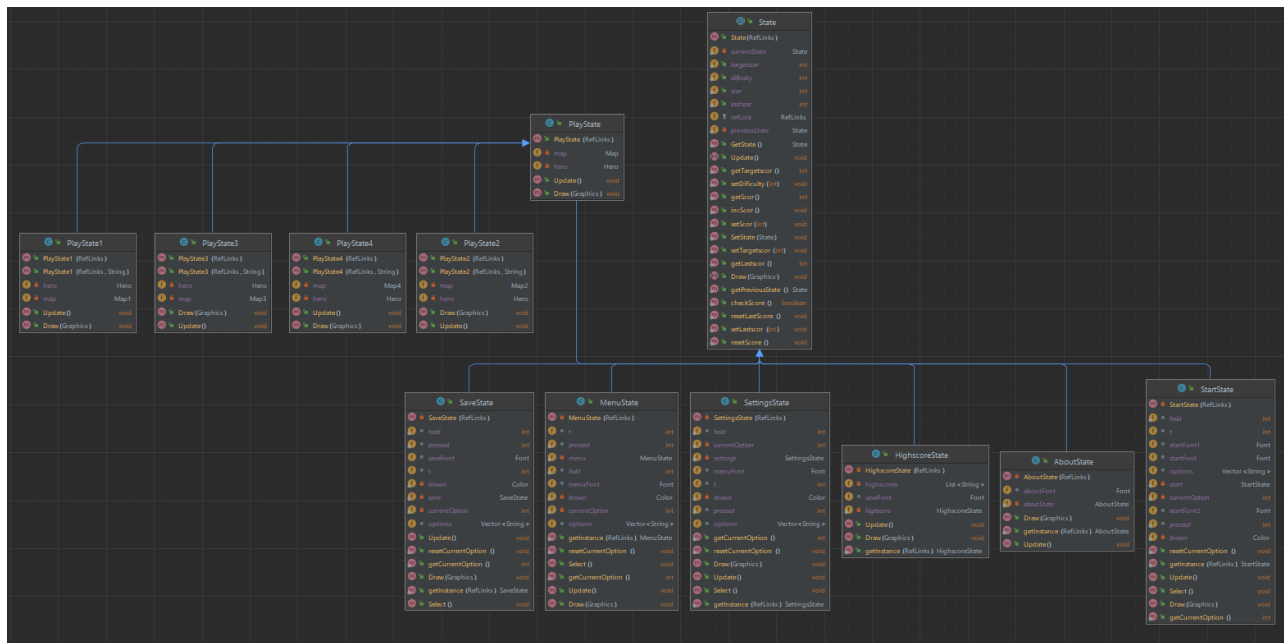 State
State(RefLinks)
currentState State
targetscor int
dificulty int
scor int
lastscor int
refLink RefLinks
previousState State
GetState() State
Update() void
getTargetscor() int
setDificulty(int) void
getScor() int
incScor() void
setScor(int) void
SetState(State) void
setTargetscor(int) void
getLastscor() int
Draw(Graphics) void
getPreviousState() State
checkScore() boolean
resetLastScore() void
setLastscor(int) void
resetScore() void
PlayState
PlayState(RefLinks)
map Map
hero Hero
Update() void
Draw(Graphics) void
PlayState1
PlayState1(RefLinks)
PlayState1(RefLinks, String)
hero Hero
map Map1
Update() void
Draw(Graphics) void
PlayState3
PlayState3(RefLinks)
PlayState3(RefLinks, String)
hero Hero
map Map3
Draw(Graphics) void
Update() void
PlayState4
PlayState4(RefLinks)
PlayState4(RefLinks, String)
map Map4
hero Hero
Update() void
Draw(Graphics) void
PlayState2
PlayState2(RefLinks)
PlayState2(RefLinks, String)
map Map2
hero Hero
Draw(Graphics) void
Update() void
SaveState
SaveState(RefLinks)
hold int
pressed int
saveFont Font
t int
brown Color
save SaveState
currentOption int
options Vector<String>
Update() void
resetCurrentOption() void
getCurrentOption() int
Draw(Graphics) void
getInstance(RefLinks) SaveState
Select() void
MenuState
MenuState(RefLinks)
t int
pressed int
menu MenuState
hold int
menuFont Font
brown Color
currentOption int
options Vector<String>
getInstance(RefLinks) MenuState
resetCurrentOption() void
Select() void
getCurrentOption() int
Update() void
Draw(Graphics) void
SettingsState
SettingsState(RefLinks)
hold int
currentOption int
settings SettingsState
menuFont Font
t int
brown Color
pressed int
options Vector<String>
getCurrentOption() int
resetCurrentOption() void
Draw(Graphics) void
Update() void
Select() void
getInstance(RefLinks) SettingsState
HighscoreState
HighscoreState(RefLinks)
highscores List<String>
saveFont Font
highscore HighscoreState
Update() void
Draw(Graphics) void
getInstance(RefLinks) HighscoreState
AboutState
AboutState(RefLinks)
aboutFont Font
aboutState AboutState
Draw(Graphics) void
getInstance(RefLinks) AboutState
Update() void
StartState
StartState(RefLinks)
hold int
t int
startFont1 Font
startFont Font
options Vector<String>
start StartState
currentOption int
startFont2 Font
pressed int
brown Color
resetCurrentOption() void
getInstance(RefLinks) StartState
Update() void
Select() void
Draw(Graphics) void
getCurrentOption() int